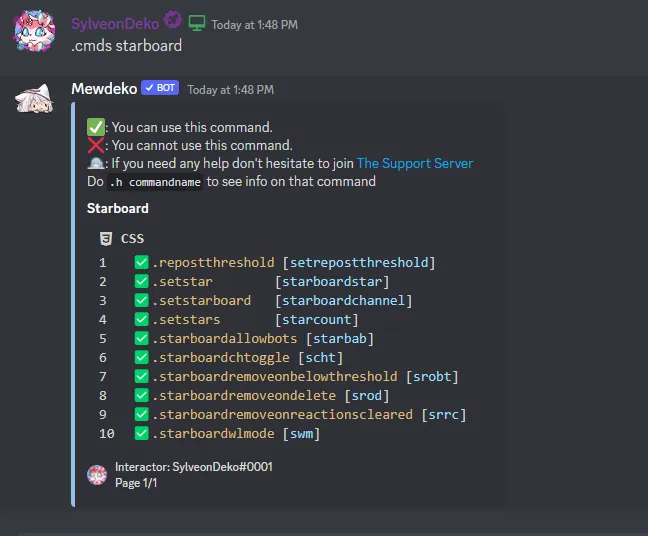 SylveonDeko Today at 1:48 PM
.cmds starboard
Mewdeko ✓ BOT Today at 1:48 PM
✅: You can use this command.
❌: You cannot use this command.
: If you need any help don't hesitate to join The Support Server
Do .h commandname to see info on that command
Starboard
CSS
1 ✅.repostthreshold [setrepostthreshold]
2 ✅.setstar [starboardstar]
3 ✅.setstarboard [starboardchannel]
4 ✅.setstars [starcount]
5 ✅.starboardallowbots [starbab]
6 ✅.starboardchtoggle [scht]
7 ✅.starboardremoveonbelowthreshold [srobt]
8 ✅.starboardremoveondelete [srod]
9 ✅.starboardremoveonreactionscleared [srrc]
10 ✅.starboardwlmode [swm]
Interactor: SylveonDeko#0001
Page 1/1